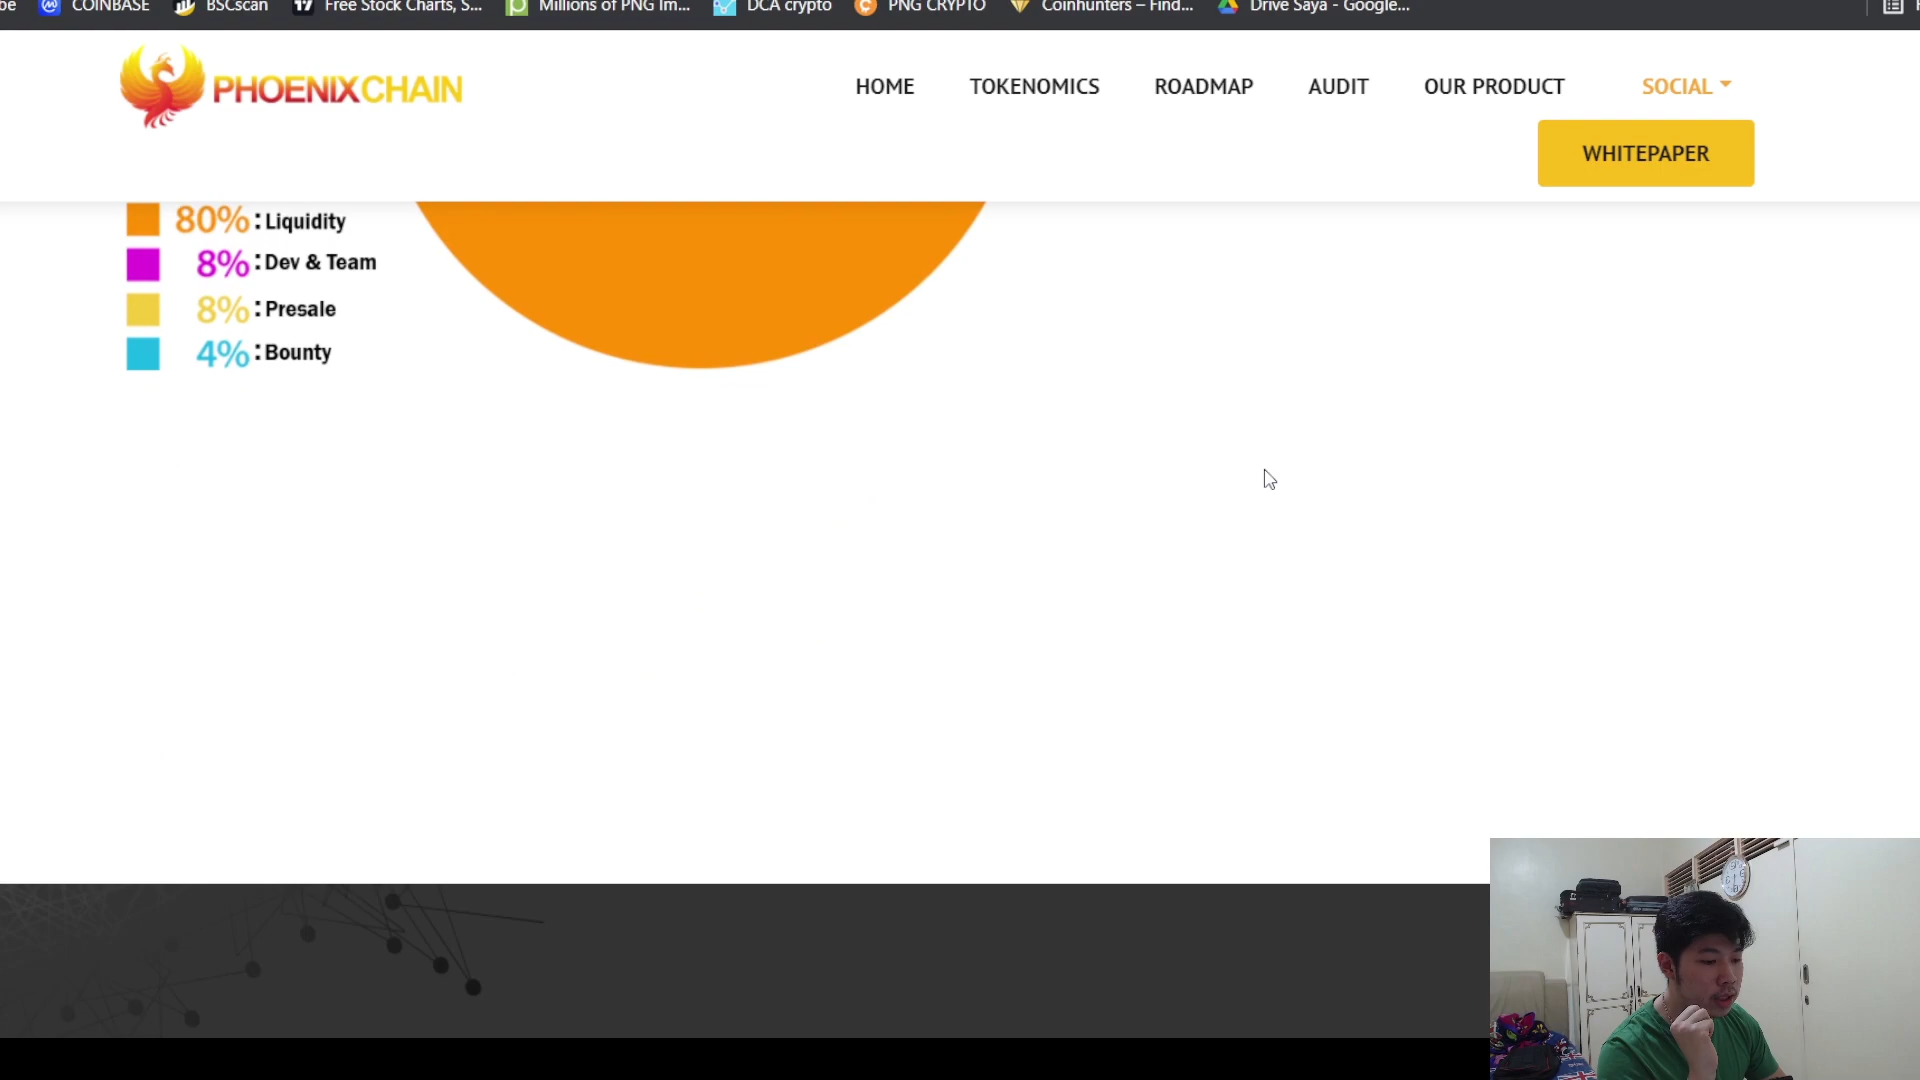 COINBASE BSCscan Free Stock Charts, S... Millions of PNG Im... DCA crypto PNG CRYPTO Coinhunters – Find... Drive Saya - Google...
PHOENIXCHAIN HOME TOKENOMICS ROADMAP AUDIT OUR PRODUCT SOCIAL
WHITEPAPER
80% : Liquidity
8% : Dev & Team
8% : Presale
4% : Bounty